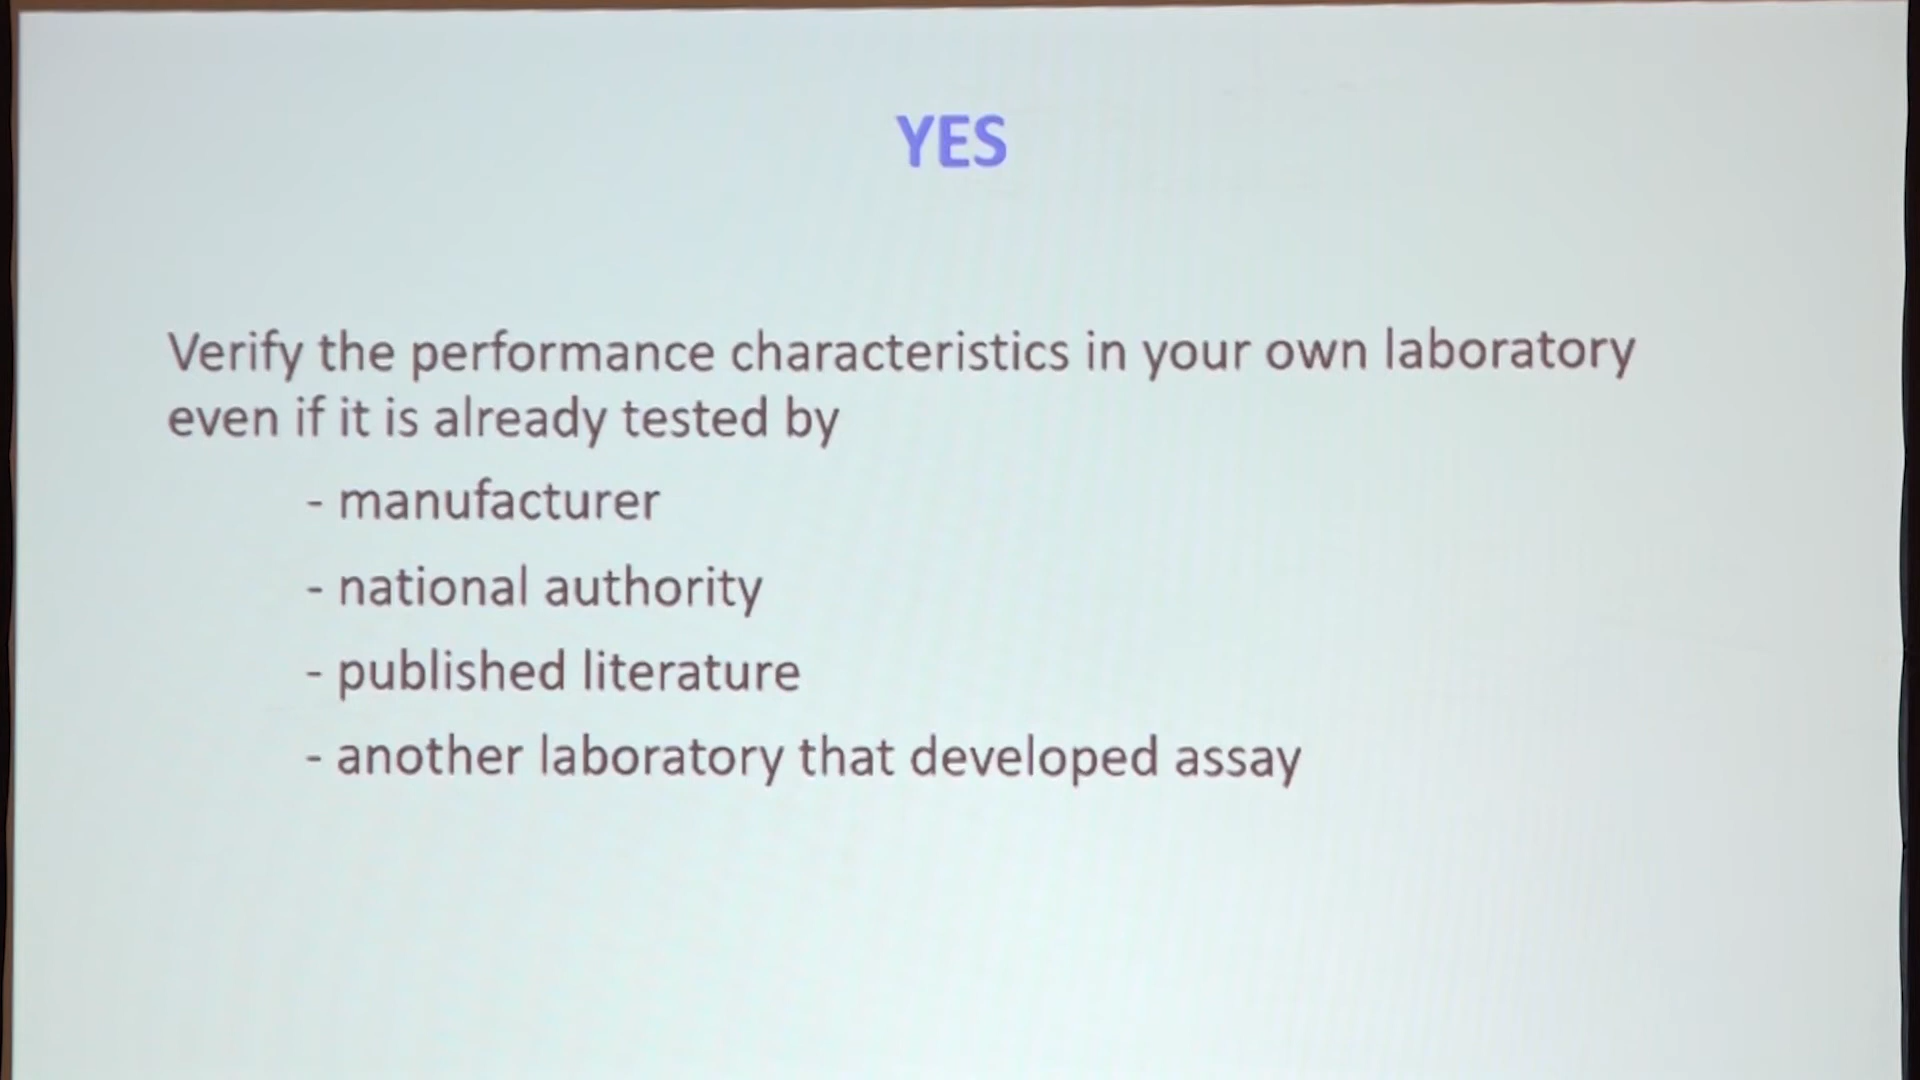 YES
Verify the performance characteristics in your own laboratory
even if it is already tested by
- manufacturer
- national authority
- published literature
- another laboratory that developed assay